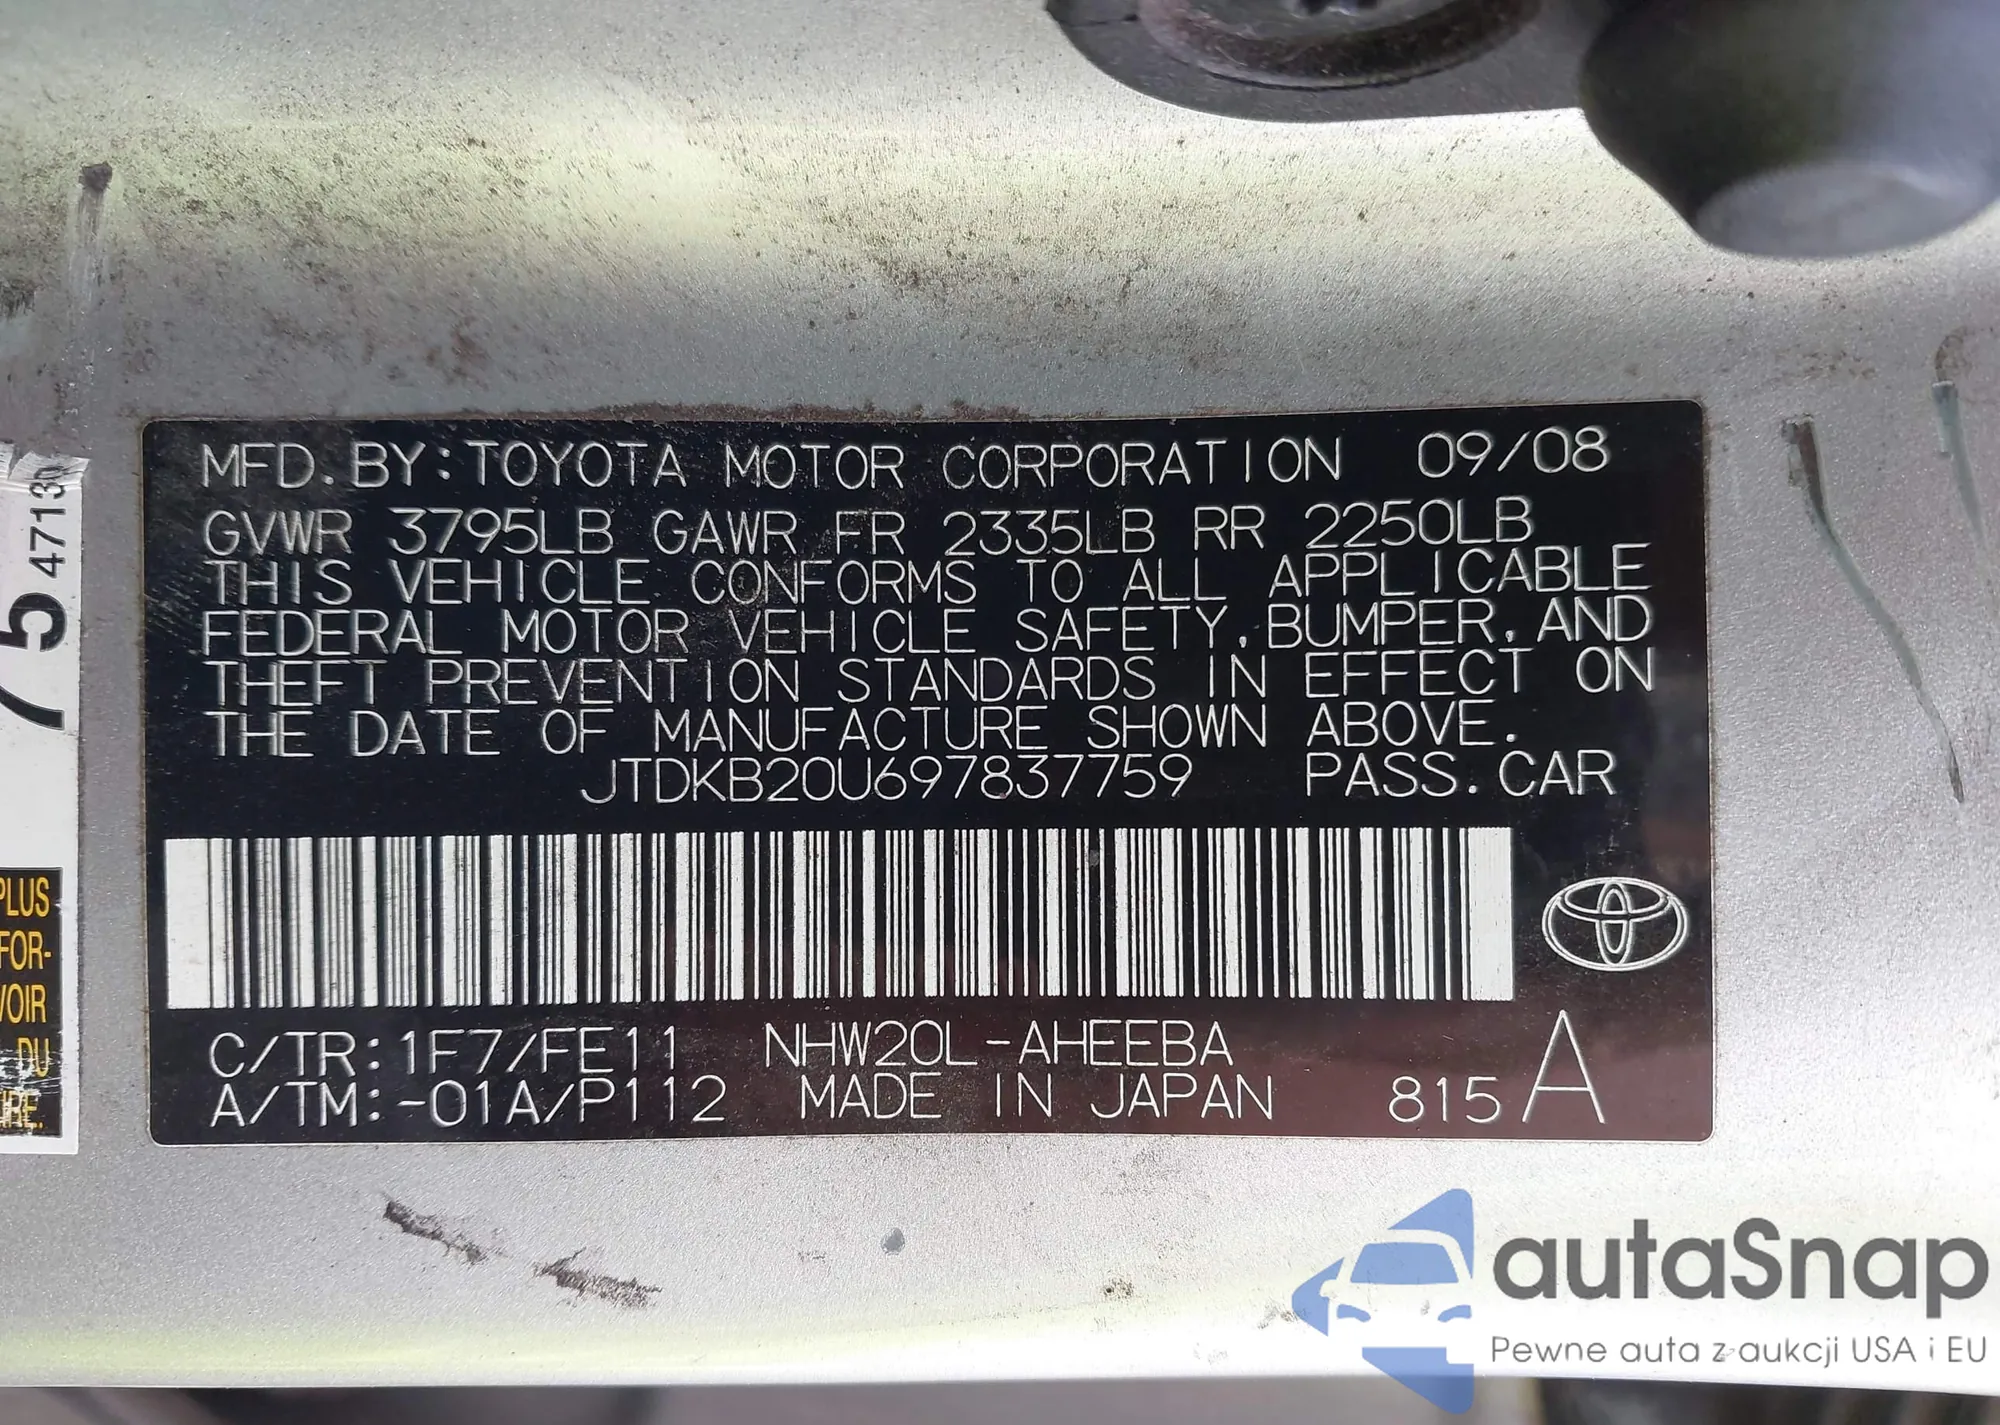 MFD. BY: TOYOTA MOTOR CORPORATION 09/08
GVWR 3795LB GAWR FR 2335LB RR 2250LB
THIS VEHICLE CONFORMS TO ALL APPLICABLE
FEDERAL MOTOR VEHICLE SAFETY, BUMPER, AND
THEFT PREVENTION STANDARDS IN EFFECT ON
THE DATE OF MANUFACTURE SHOWN ABOVE.
JTDKB20U697837759 PASS. CAR
C/TR: 1F7/FE11 NHW20L-AHEEBA
A/TM: -01A/P112 MADE IN JAPAN 815 A
75 47130
PLUS
FOR-
VOIR
DU
autaSnap
Pewne auta z aukcji USA i EU